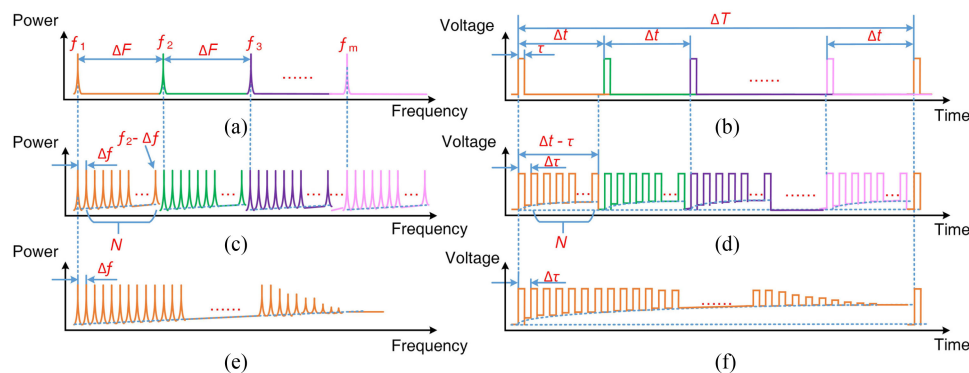 Power
f1
f2
f3
fm
ΔF
ΔF
......
Frequency
(a)
Voltage
ΔT
Δt
Δt
Δt
τ
......
Time
(b)
Power
Δf
f2- Δf
...
...
...
...
N
Frequency
(c)
Voltage
Δt - τ
Δτ
...
...
......
...
N
Time
(d)
Power
Δf
......
Frequency
(e)
Voltage
Δτ
......
Time
(f)